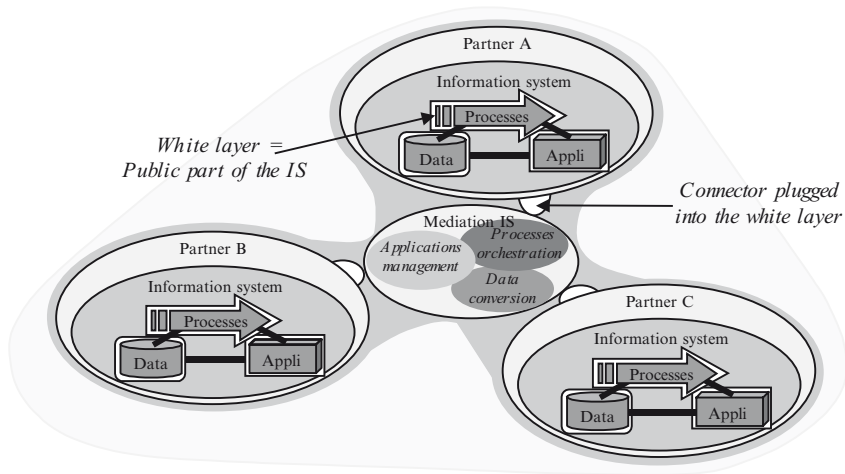 Partner A
Information system
Processes
Data
Appli
White layer =
Public part of the IS
Connector plugged
into the white layer
Mediation IS
Applications
management
Processes
orchestration
Data
conversion
Partner B
Information system
Processes
Data
Appli
Partner C
Information system
Processes
Data
Appli